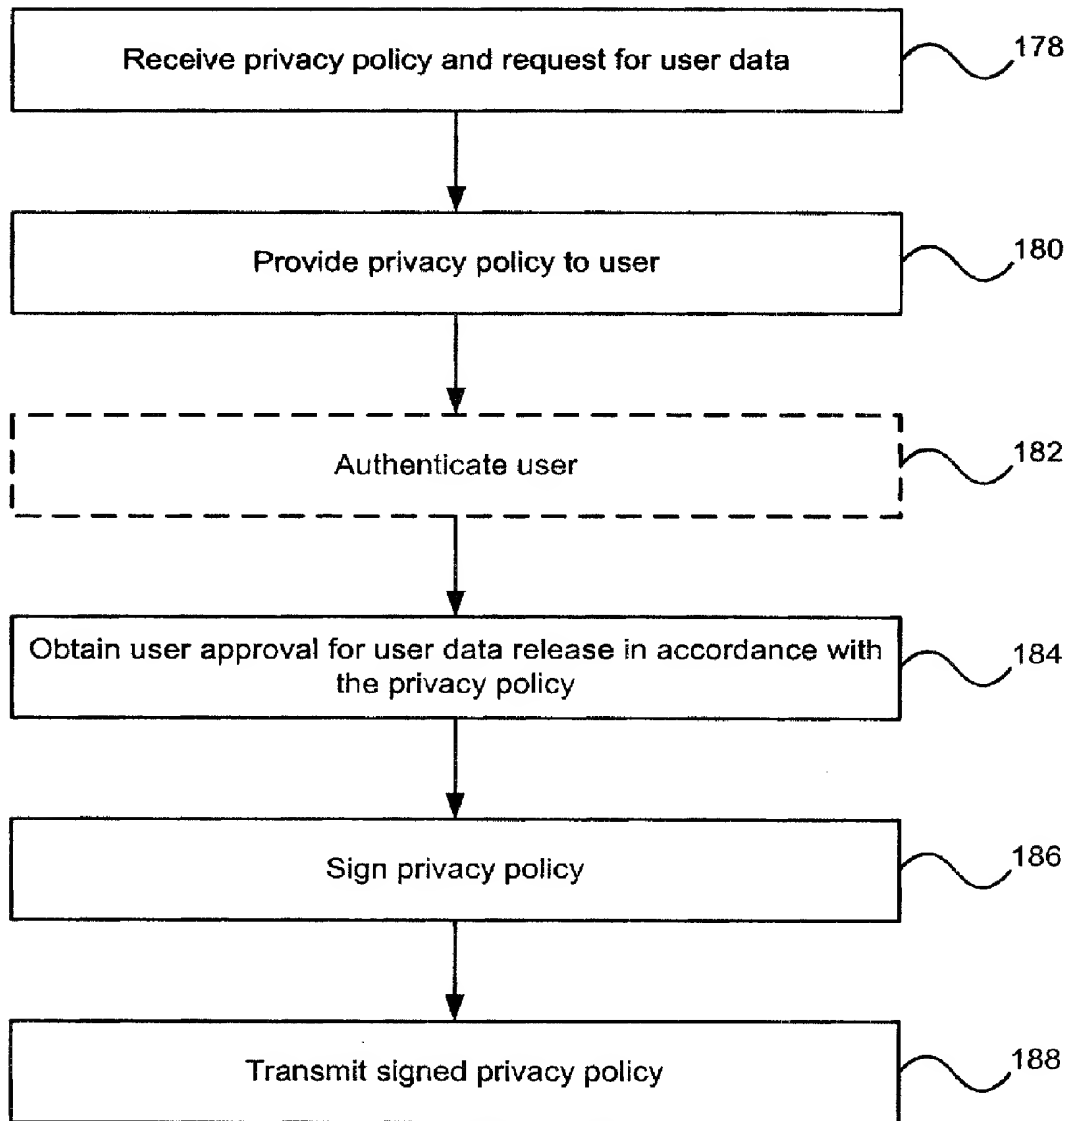 Receive privacy policy and request for user data
178
Provide privacy policy to user
180
Authenticate user
182
Obtain user approval for user data release in accordance with
the privacy policy
184
Sign privacy policy
186
Transmit signed privacy policy
188